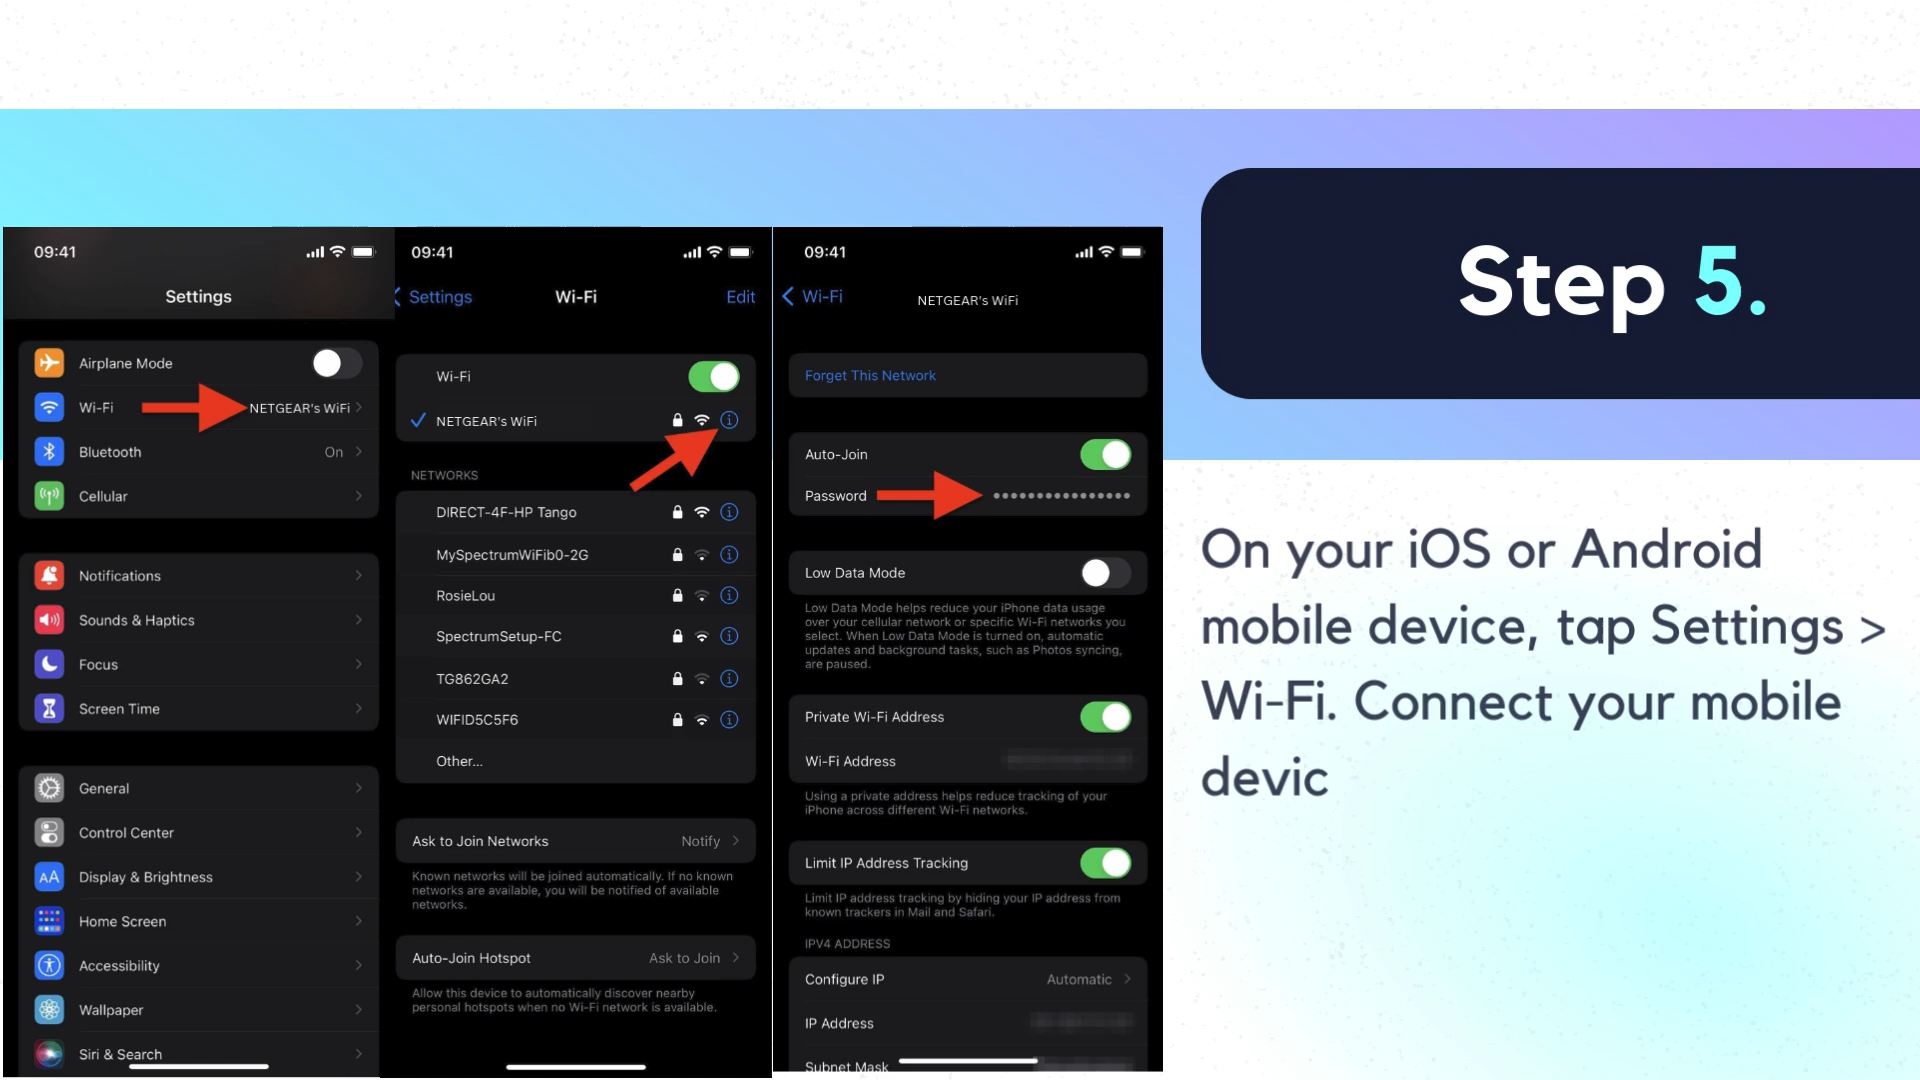 09:41
Settings
Airplane Mode
Wi-Fi NETGEAR's WiFi
Bluetooth On
Cellular
Notifications
Sounds & Haptics
Focus
Screen Time
General
Control Center
AA Display & Brightness
Home Screen
Accessibility
Wallpaper
Siri & Search
09:41
Settings Wi-Fi Edit
Wi-Fi
NETGEAR's WiFi
NETWORKS
DIRECT-4F-HP Tango
MySpectrumWiFib0-2G
RosieLou
SpectrumSetup-FC
TG862GA2
WIFID5C5F6
Other...
Ask to Join Networks Notify
Known networks will be joined automatically. If no known
networks are available, you will be notified of available
networks.
Auto-Join Hotspot Ask to Join
Allow this device to automatically discover nearby
personal hotspots when no Wi-Fi network is available.
09:41
Wi-Fi NETGEAR's WiFi
Forget This Network
Auto-Join
Password ••••••••••••••••
Low Data Mode
Low Data Mode helps reduce your iPhone data usage
over your cellular network or specific Wi-Fi networks you
select. When Low Data Mode is turned on, automatic
updates and background tasks, such as Photos syncing,
are paused.
Private Wi-Fi Address
Wi-Fi Address
Using a private address helps reduce tracking of your
iPhone across different Wi-Fi networks.
Limit IP Address Tracking
Limit IP address tracking by hiding your IP address from
known trackers in Mail and Safari.
IPV4 ADDRESS
Configure IP Automatic
IP Address
Subnet Mask
Step 5.
On your iOS or Android
mobile device, tap Settings >
Wi-Fi. Connect your mobile
devic